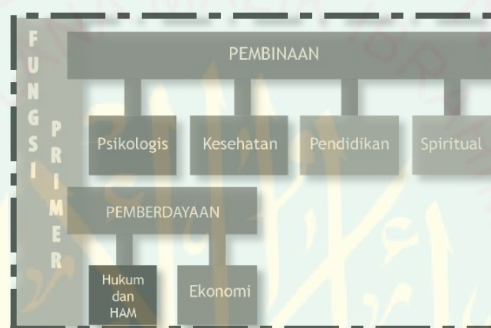 FUNGSI
PRIMER
PEMBINAAN
Psikologis
Kesehatan
Pendidikan
Spiritual
PEMBERDAYAAN
Hukum
dan
HAM
Ekonomi